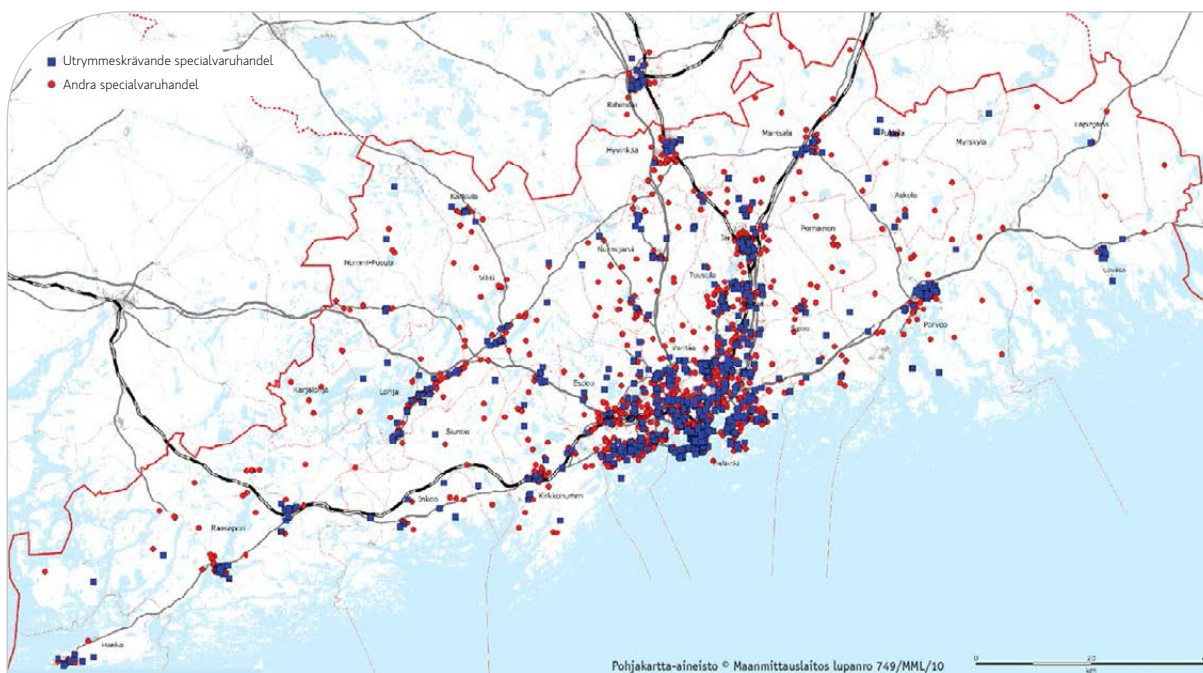 Utrymmeskrävande specialvaruhandel
Andra specialvaruhandel
Riihimäki
Hyvinkää
Mäntsälä
Pukkila
Myrskylä
Lapinjärvi
Karkkila
Askola
Nummi-Pusula
Nurmijärvi
Pornainen
Vihti
Tuusula
Loviisa
Sipoo
Porvoo
Vantaa
Karjalohja
Lohja
Espoo
Siuntio
Helsinki
Inkoo
Kirkkonummi
Raasepori
Hanko
Pohjakartta-aineisto © Maanmittauslaitos lupanro 749/MML/10
0 20
km